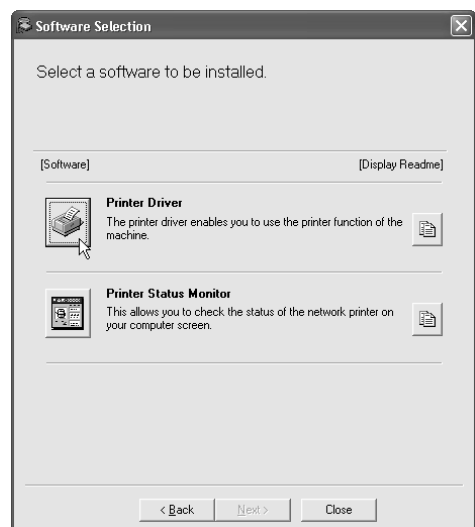 Software Selection
Select a software to be installed.
[Software] [Display Readme]
Printer Driver
The printer driver enables you to use the printer function of the
machine.
Printer Status Monitor
This allows you to check the status of the network printer on
your computer screen.
< Back Next > Close